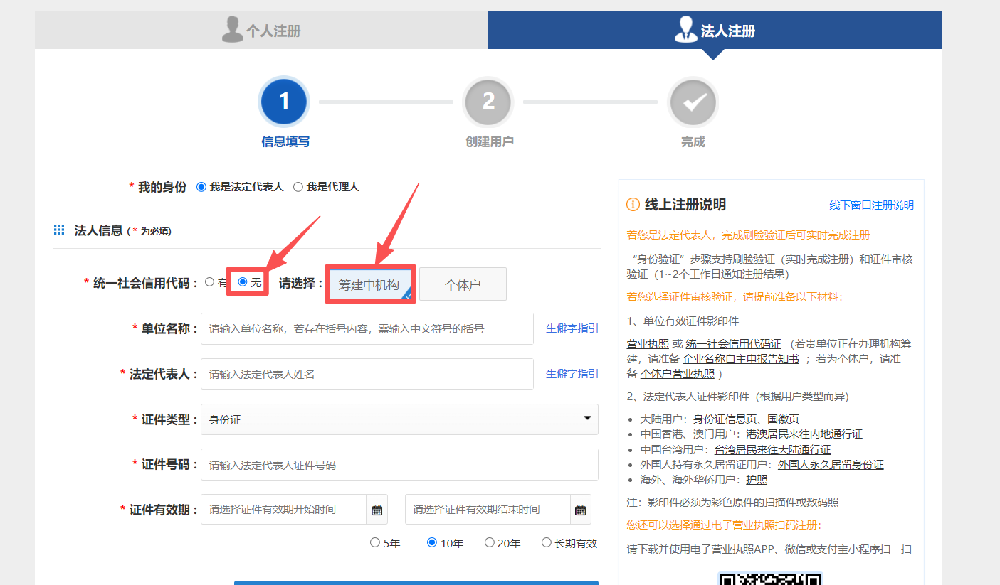 个人注册
法人注册
1
2
信息填写
创建用户
完成
* 我的身份 我是法定代表人 我是代理人
法人信息 ( * 为必填)
* 统一社会信用代码： 有 无 请选择： 筹建中机构 个体户
* 单位名称： 请输入单位名称，若存在括号内容，需输入中文符号的括号 生僻字指引
* 法定代表人： 请输入法定代表人姓名 生僻字指引
* 证件类型： 身份证
* 证件号码： 请输入法定代表人证件号码
* 证件有效期： 请选择证件有效期开始时间 - 请选择证件有效期结束时间
5年 10年 20年 长期有效
线上注册说明 线下窗口注册说明
若您是法定代表人，完成刷脸验证后可实时完成注册
“身份验证”步骤支持刷脸验证（实时完成注册）和证件审核
验证（1~2个工作日通知注册结果）
若您选择证件审核验证，请提前准备以下材料：
1、单位有效证件影印件
营业执照 或 统一社会信用代码证 （若贵单位正在办理机构筹
建，请准备 企业名称自主申报告知书 ；若为个体户，请准
备 个体户营业执照 ）
2、法定代表人证件影印件（根据用户类型而异）
• 大陆用户：身份证信息页、国徽页
• 中国香港、澳门用户：港澳居民来往内地通行证
• 中国台湾用户：台湾居民来往大陆通行证
• 外国人持有永久居留证用户：外国人永久居留身份证
• 海外、海外华侨用户：护照
注：影印件必须为彩色原件的扫描件或数码照
您还可以选择通过电子营业执照扫码注册：
请下载并使用电子营业执照APP、微信或支付宝小程序扫一扫